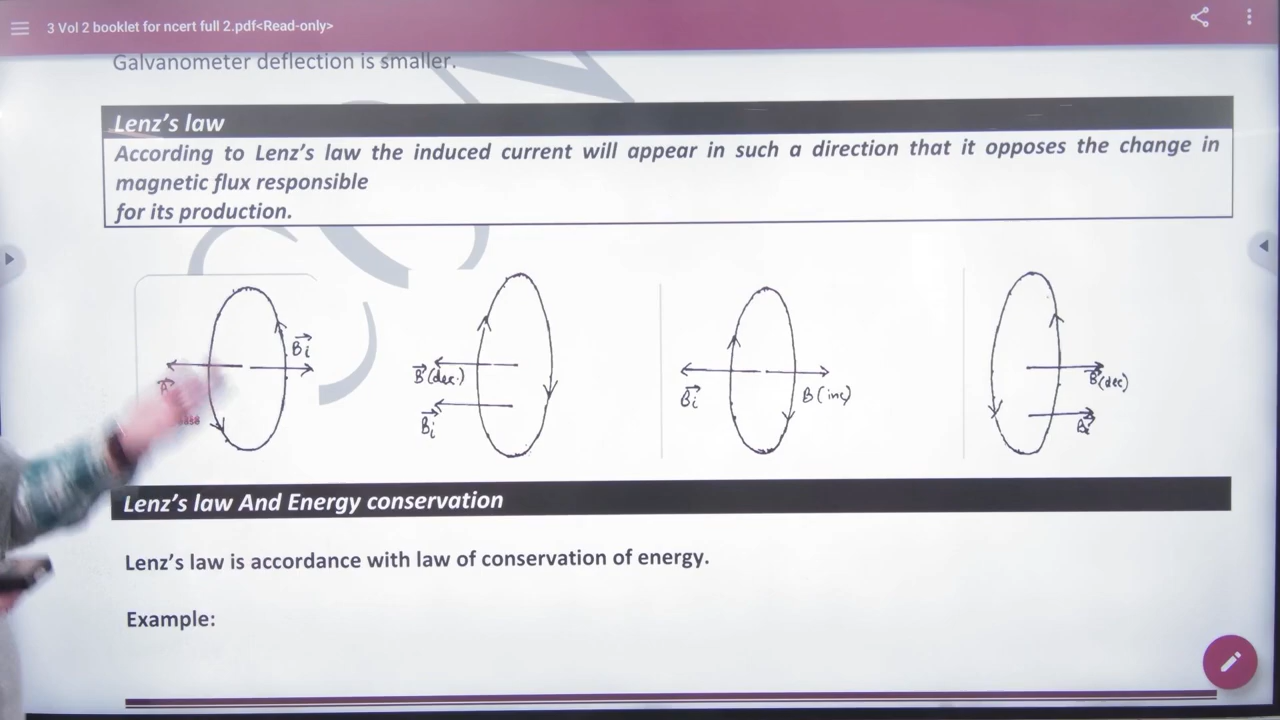 3 Vol 2 booklet for ncert full 2.pdf<Read-only>
Galvanometer deflection is smaller.
Lenz's law
According to Lenz's law the induced current will appear in such a direction that it opposes the change in
magnetic flux responsible
for its production.
B⃗i
B⃗(dec.)
B⃗i
B⃗i
B(inc)
B⃗(dec)
B⃗i
Lenz's law And Energy conservation
Lenz's law is accordance with law of conservation of energy.
Example: